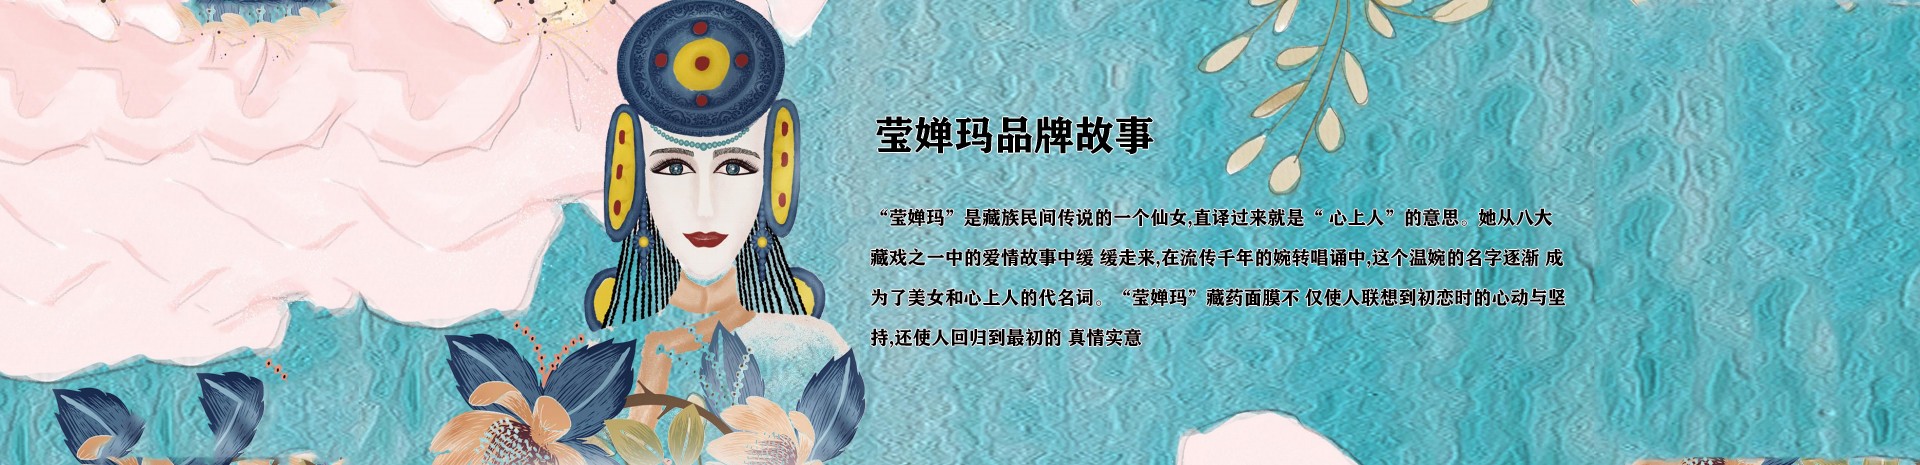 莹婵玛品牌故事
“莹婵玛”是藏族民间传说的一个仙女,直译过来就是“ 心上人”的意思。她从八大
藏戏之一中的爱情故事中缓 缓走来,在流传千年的婉转唱诵中,这个温婉的名字逐渐 成
为了美女和心上人的代名词。“莹婵玛”藏药面膜不 仅使人联想到初恋时的心动与坚
持,还使人回归到最初的 真情实意